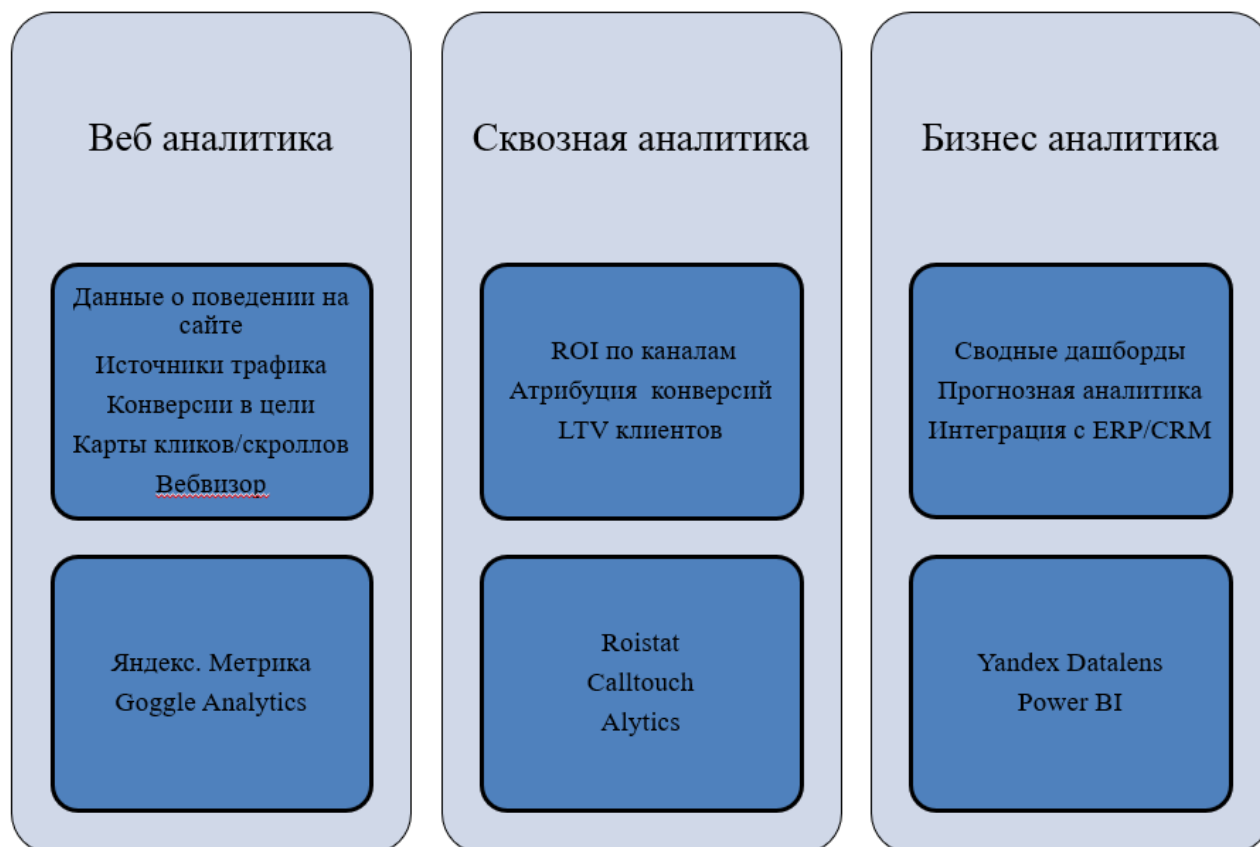 Веб аналитика
Данные о поведении на
сайте
Источники трафика
Конверсии в цели
Карты кликов/скроллов
Вебвизор
Яндекс. Метрика
Goggle Analytics
Сквозная аналитика
ROI по каналам
Атрибуция конверсий
LTV клиентов
Roistat
Calltouch
Alytics
Бизнес аналитика
Сводные дашборды
Прогнозная аналитика
Интеграция с ERP/CRM
Yandex Datalens
Power BI